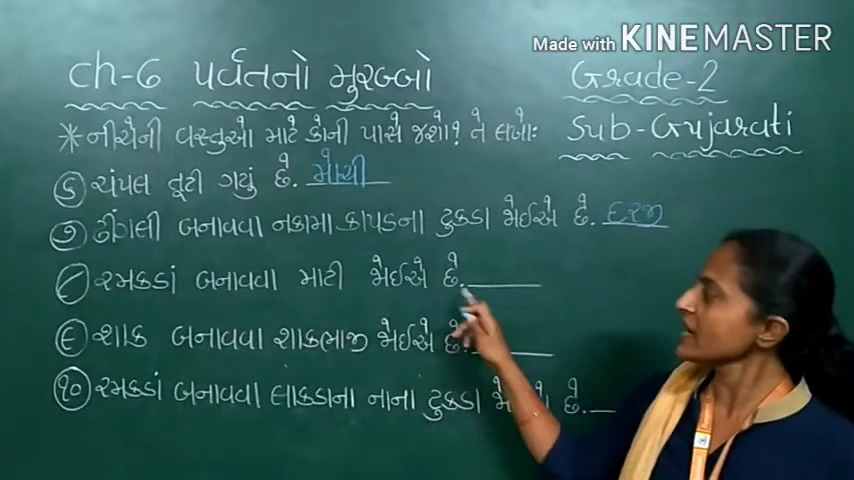 Made with KINEMASTER
ch-6 પર્વતનો મુરબ્બો Grade-2
Sub-Gujarati
* નીચેની વસ્તુઓ માટે કોની પાસે જશો? તે લખોઃ
૬ ચંપલ તૂટી ગયું છે. મોચી
૭ ઢીંગલી બનાવવા નકામા કાપડના ટુકડા જોઈએ છે. દરજી
૮ રમકડાં બનાવવા માટી જોઈએ છે.
૯ શાક બનાવવા શાકભાજી જોઈએ છે.
૧૦ રમકડાં બનાવવા લાકડાના નાનાં ટુકડા છે.